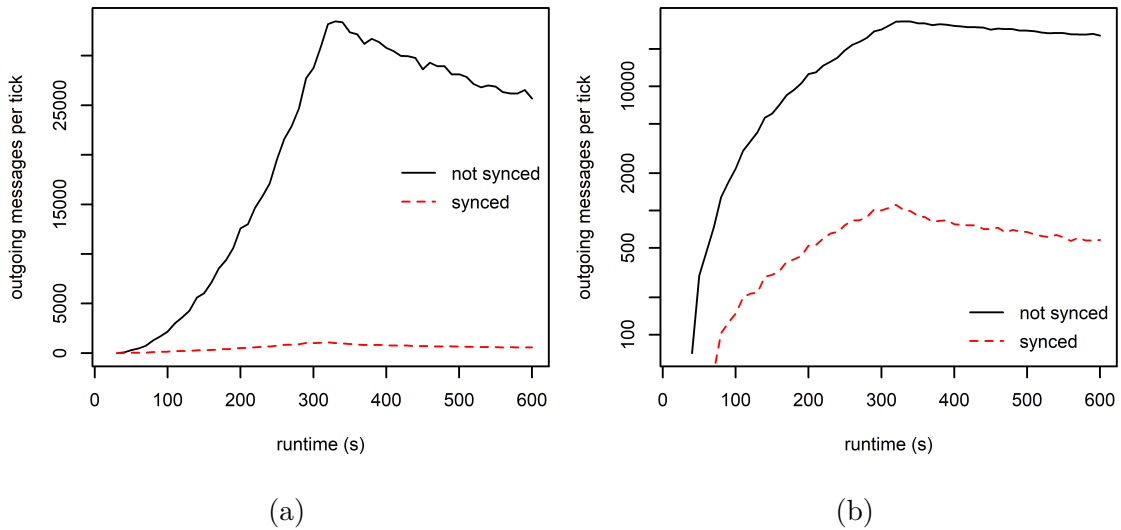 outgoing messages per tick
25000
15000
5000
0
not synced
synced
0 100 200 300 400 500 600
runtime (s)
(a)
outgoing messages per tick
10000
2000
500
100
not synced
synced
0 100 200 300 400 500 600
runtime (s)
(b)